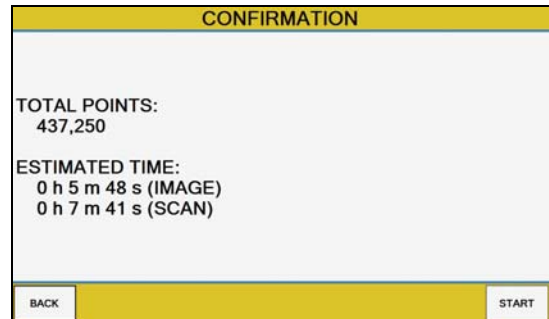 CONFIRMATION
TOTAL POINTS:
437,250
ESTIMATED TIME:
0 h 5 m 48 s (IMAGE)
0 h 7 m 41 s (SCAN)
BACK
START